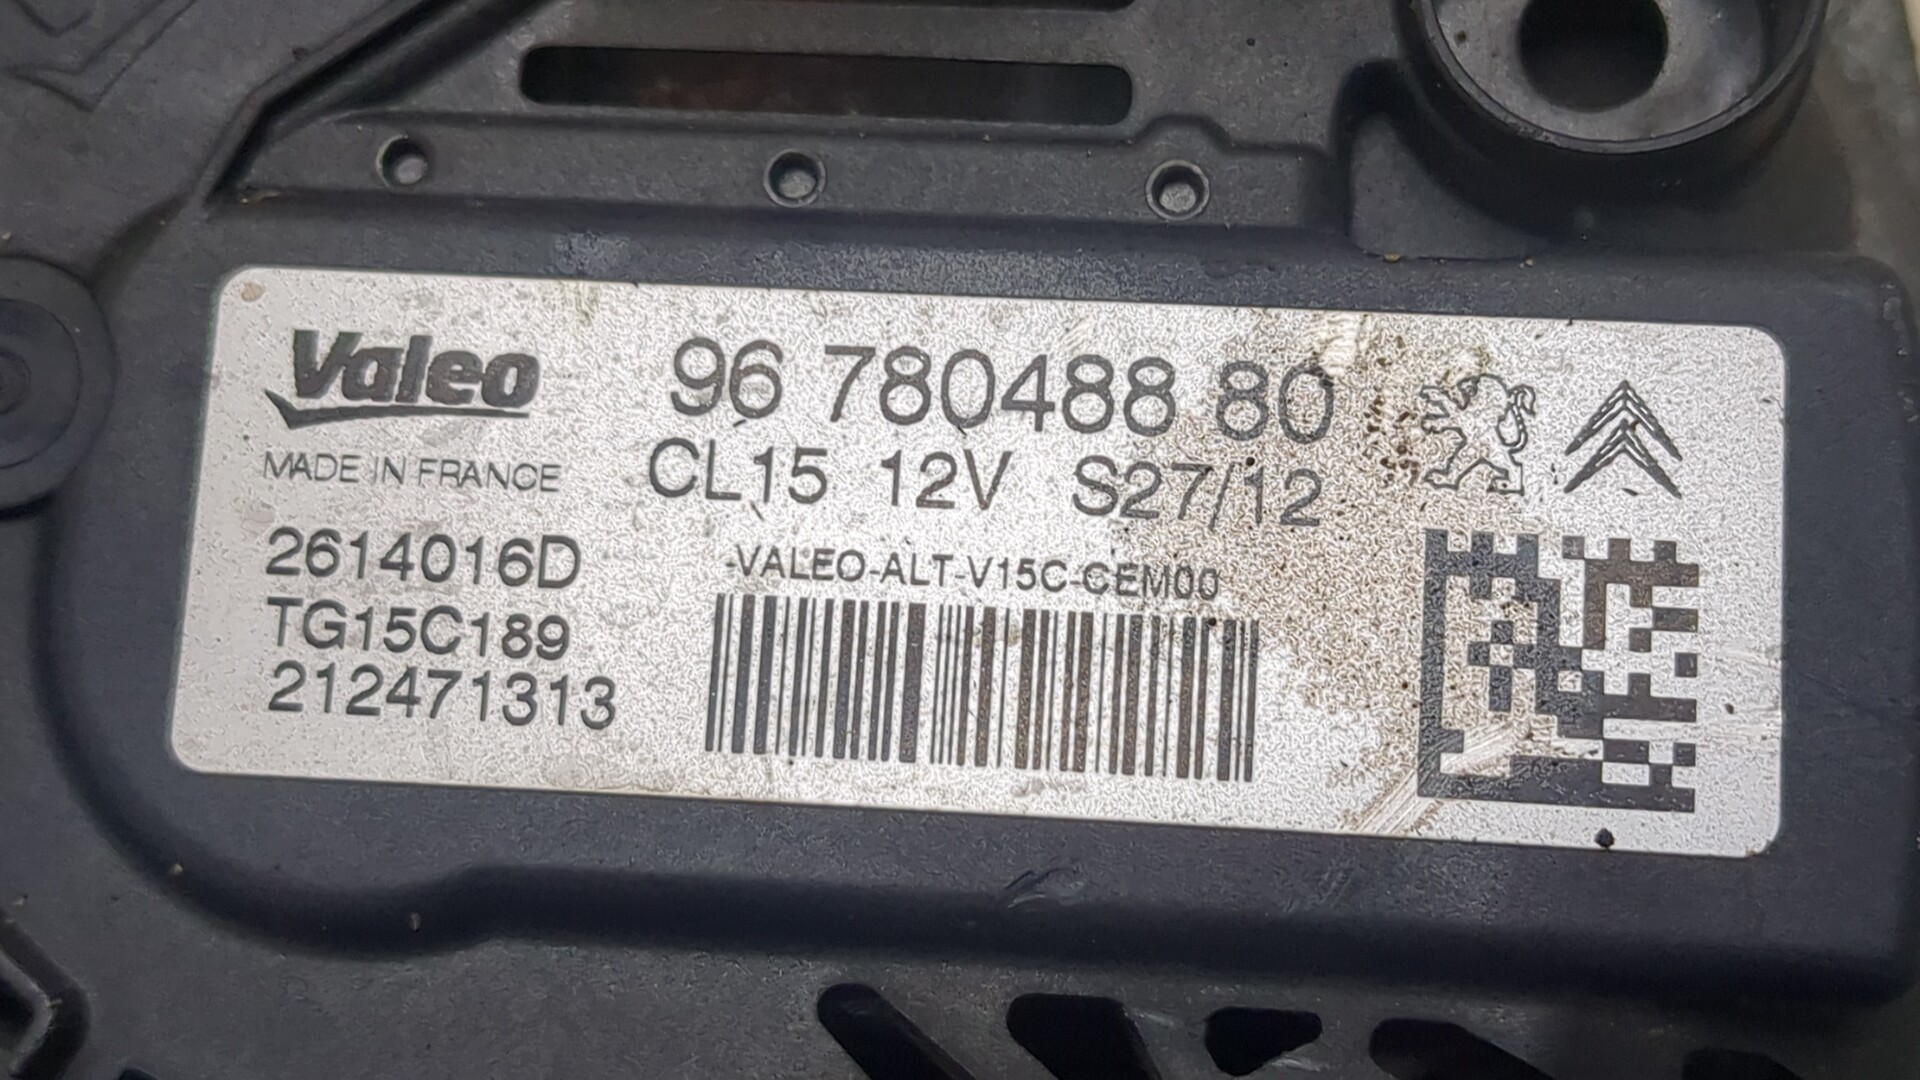 Valeo
MADE IN FRANCE
2614016D
TG15C189
212471313
96 780488 80
CL15 12V S27/12
-VALEO-ALT-V15C-CEM00